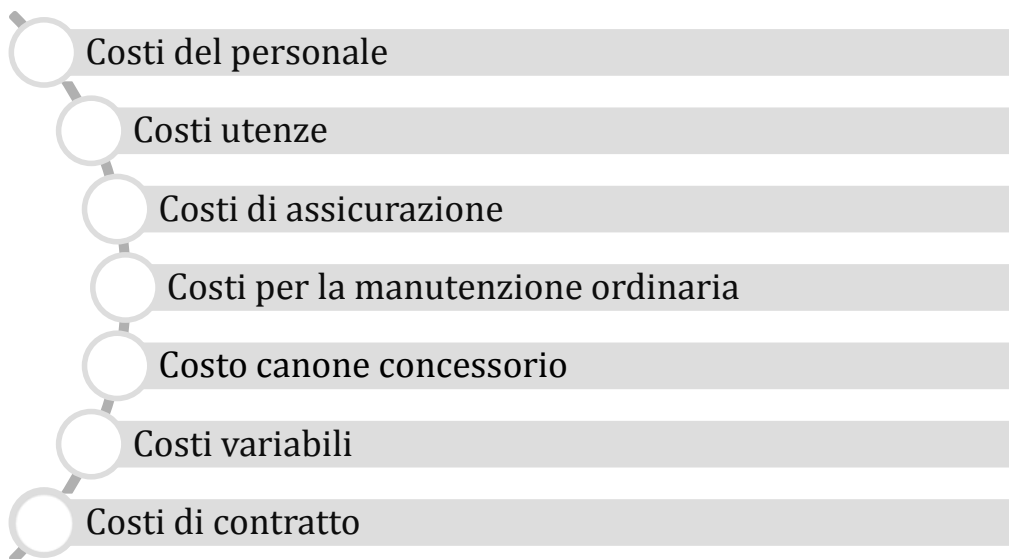 Costi del personale
Costi utenze
Costi di assicurazione
Costi per la manutenzione ordinaria
Costo canone concessorio
Costi variabili
Costi di contratto